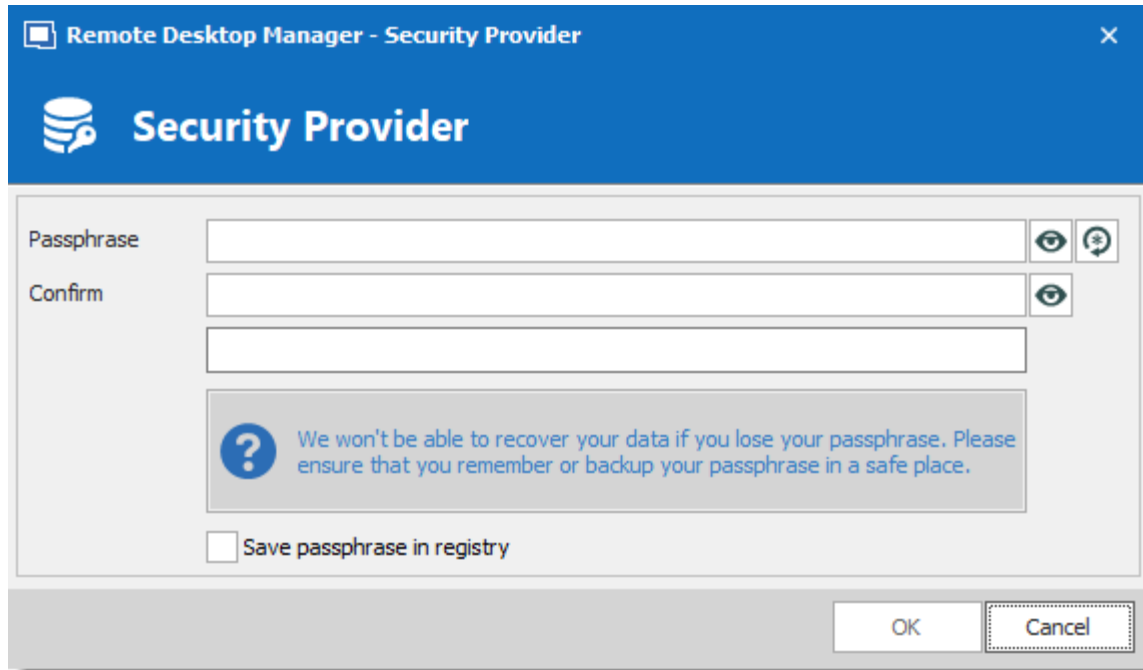 Remote Desktop Manager - Security Provider
Security Provider
Passphrase
Confirm
We won't be able to recover your data if you lose your passphrase. Please
ensure that you remember or backup your passphrase in a safe place.
Save passphrase in registry
OK
Cancel